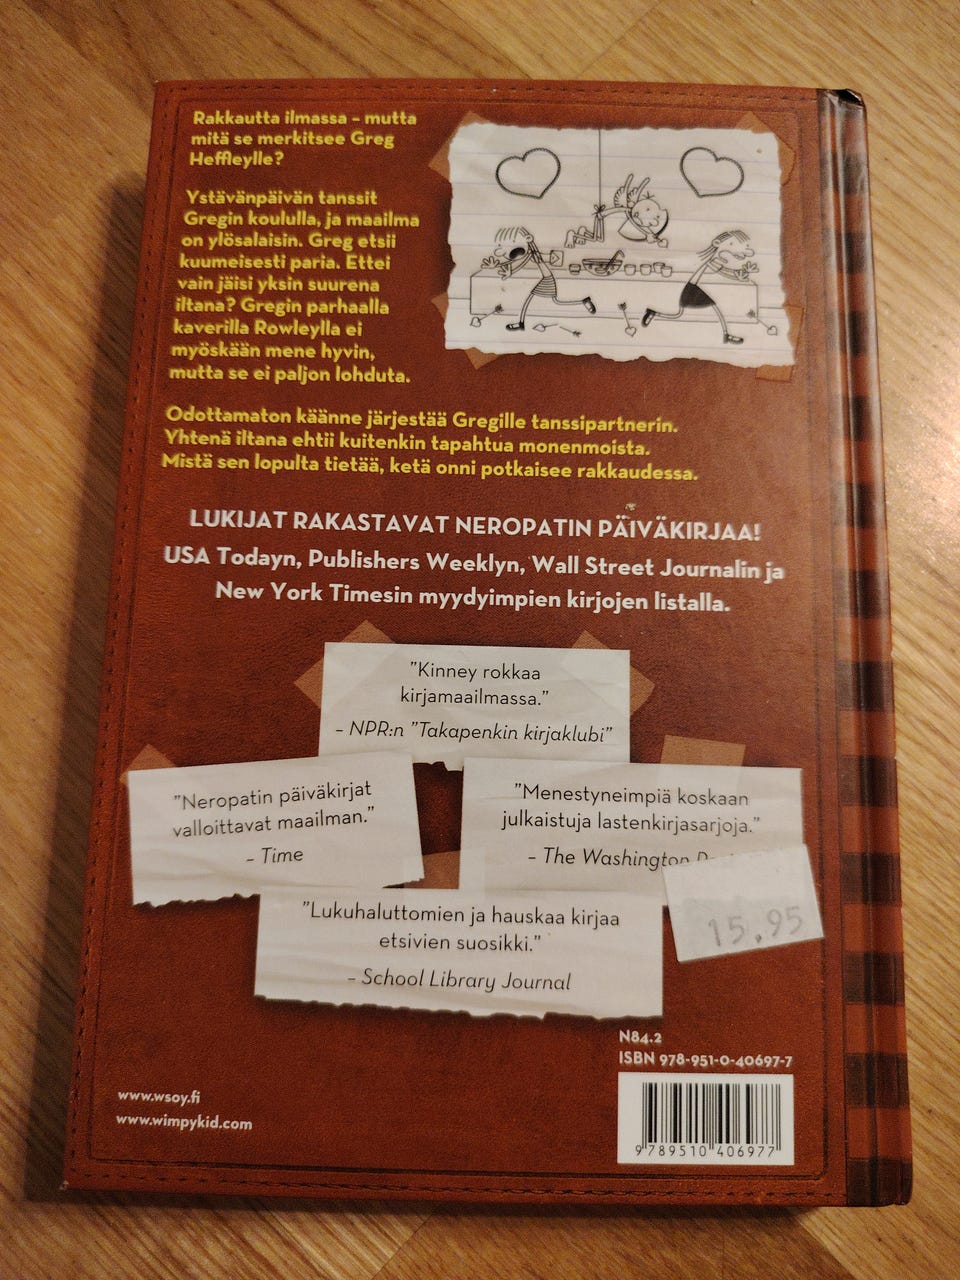 Rakkautta ilmassa – mutta
mitä se merkitsee Greg
Heffleylle?
Ystävänpäivän tanssit
Gregin koululla, ja maailma
on ylösalaisin. Greg etsii
kuumeisesti paria. Ettei
vain jäisi yksin suurena
iltana? Gregin parhaalla
kaverilla Rowleylla ei
myöskään mene hyvin,
mutta se ei paljon lohduta.
Odottamaton käänne järjestää Gregille tanssipartnerin.
Yhtenä iltana ehtii kuitenkin tapahtua monenmoista.
Mistä sen lopulta tietää, ketä onni potkaisee rakkaudessa.
LUKIJAT RAKASTAVAT NEROPATIN PÄIVÄKIRJAA!
USA Todayn, Publishers Weeklyn, Wall Street Journalin ja
New York Timesin myydyimpien kirjojen listalla.
”Kinney rokkaa
kirjamaailmassa.”
– NPR:n ”Takapenkin kirjaklubi”
”Neropatin päiväkirjat
valloittavat maailman.”
– Time
”Menestyneimpiä koskaan
julkaistuja lastenkirjasarjoja.”
– The Washington
15.95
”Lukuhaluttomien ja hauskaa kirjaa
etsivien suosikki.”
– School Library Journal
N84.2
ISBN 978-951-0-40697-7
www.wsoy.fi
www.wimpykid.com
9 789510 406977